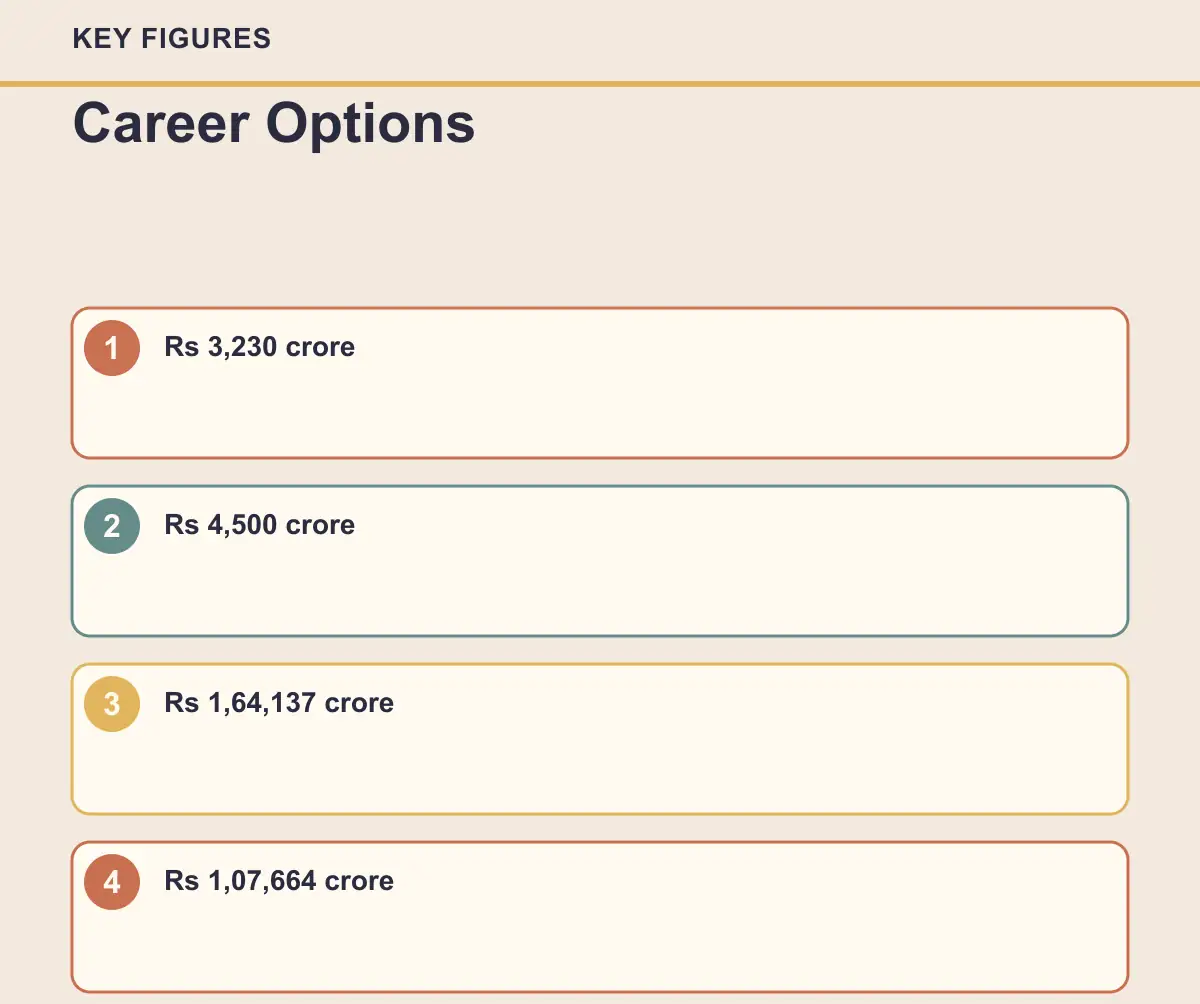 KEY FIGURES
Career Options
1 Rs 3,230 crore
2 Rs 4,500 crore
3 Rs 1,64,137 crore
4 Rs 1,07,664 crore